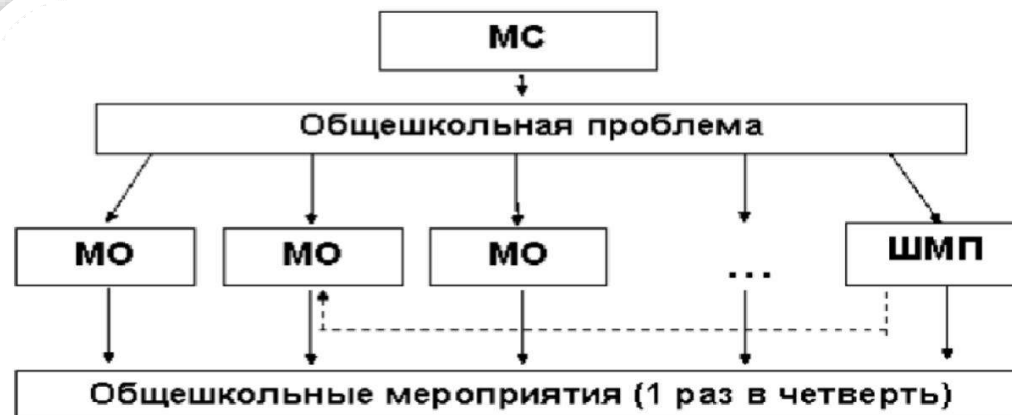 МС
Общешкольная проблема
МО МО МО ... ШМП
Общешкольные мероприятия (1 раз в четверть)